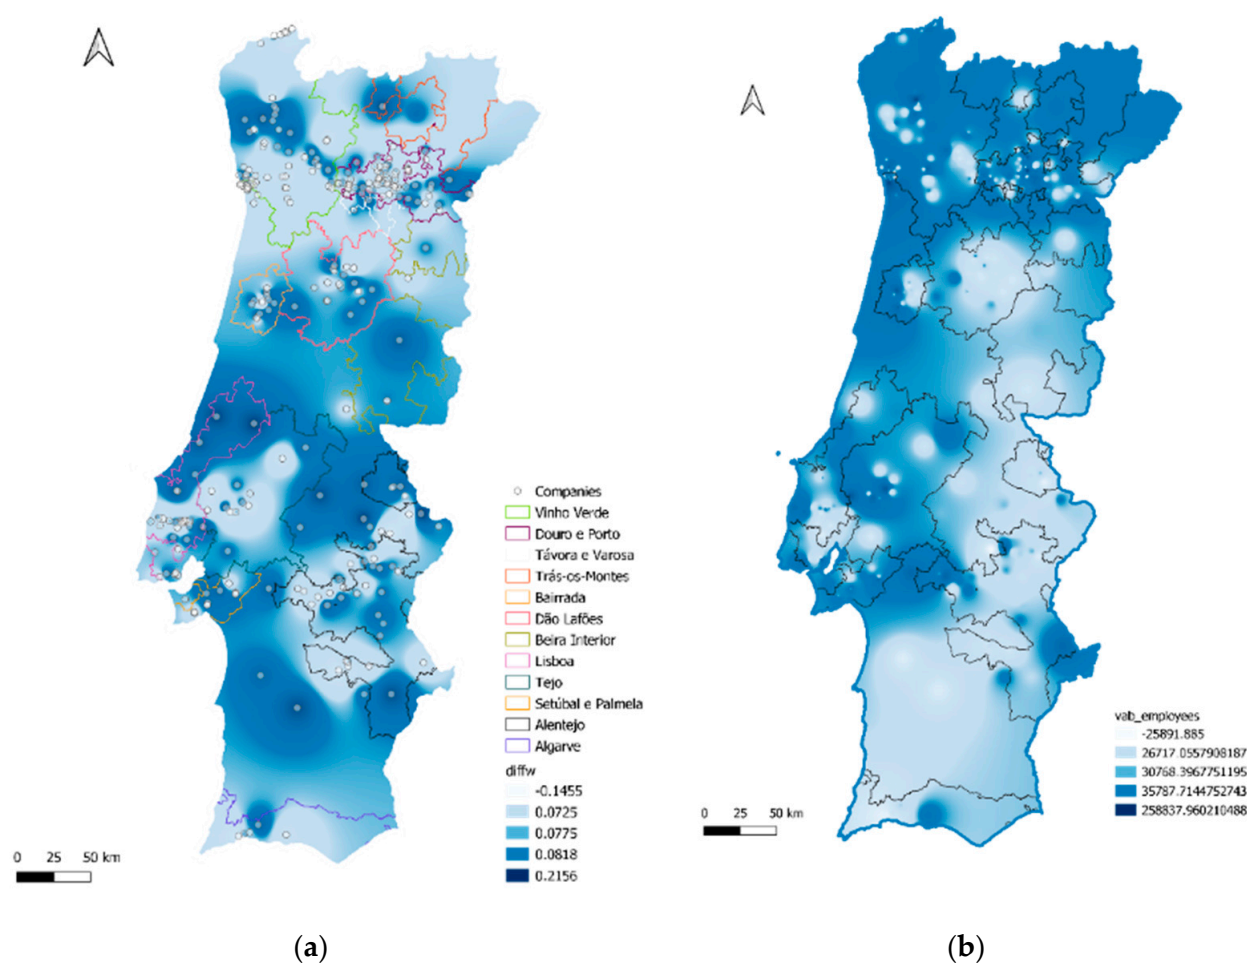 Companies
Vinho Verde
Douro e Porto
Távora e Varosa
Trás-os-Montes
Bairrada
Dão Lafões
Beira Interior
Lisboa
Tejo
Setúbal e Palmela
Alentejo
Algarve
diffw
-0.1455
0.0725
0.0775
0.0818
0.2156
0 25 50 km
vab_employees
-25891.885
26717.0557908187
30768.3967751195
35787.7144752743
258837.960210488
0 25 50 km
(a)
(b)